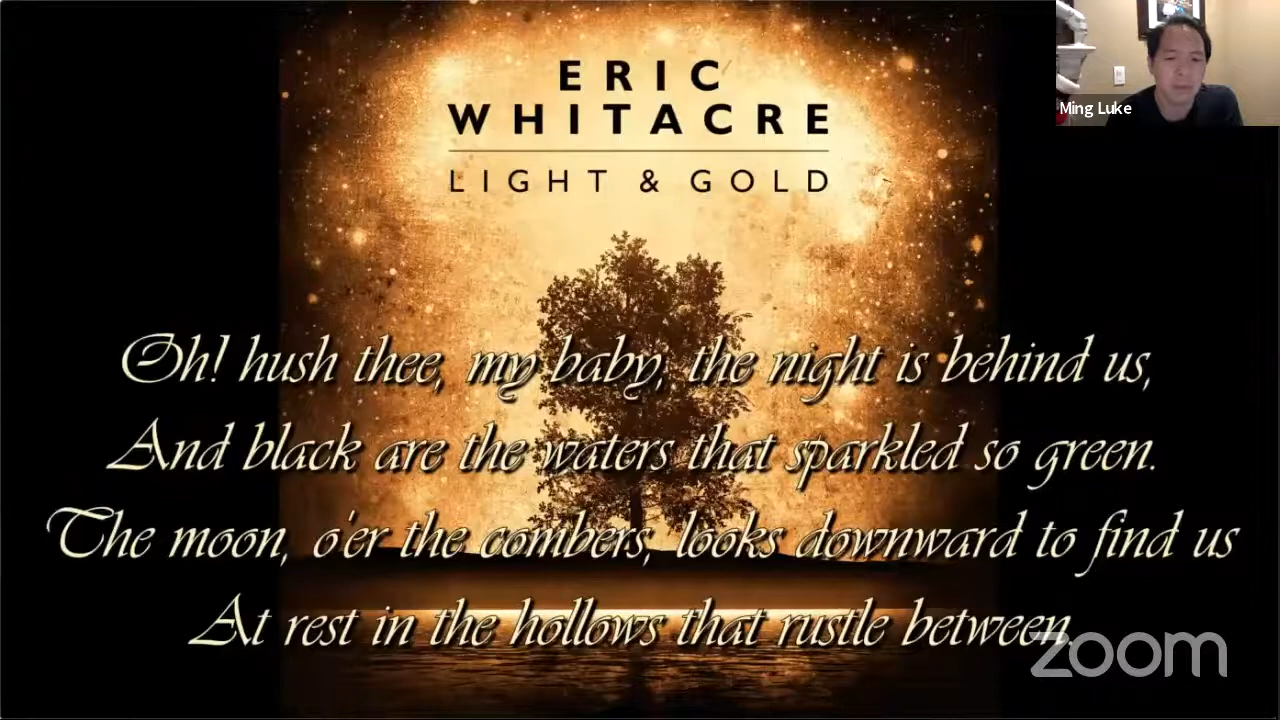 ERIC
WHITACRE
LIGHT & GOLD
Ming Luke
Oh! hush thee, my baby, the night is behind us,
And black are the waters that sparkled so green.
The moon, o'er the combers, looks downward to find us
At rest in the hollows that rustle between.
zoom